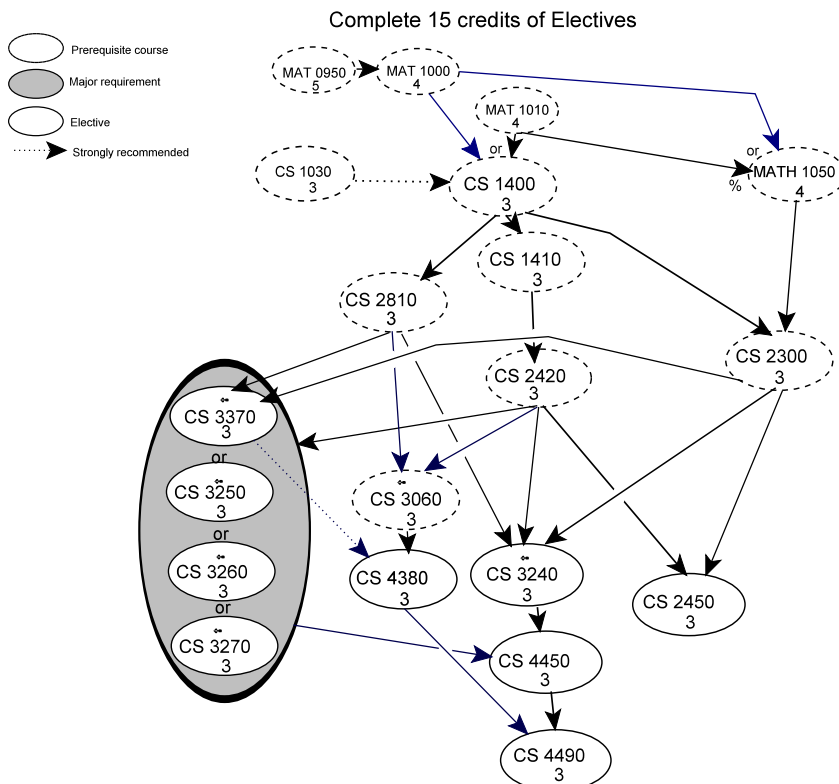 Complete 15 credits of Electives
Prerequisite course
Major requirement
Elective
Strongly recommended
MAT 0950
5
MAT 1000
4
MAT 1010
4
or
or
%
MATH 1050
4
CS 1030
3
CS 1400
3
CS 1410
3
CS 2810
3
CS 2300
3
CS 2420
3
CS 3370
3
or
CS 3250
3
or
CS 3260
3
or
CS 3270
3
CS 3060
3
CS 4380
3
CS 3240
3
CS 2450
3
CS 4450
3
CS 4490
3